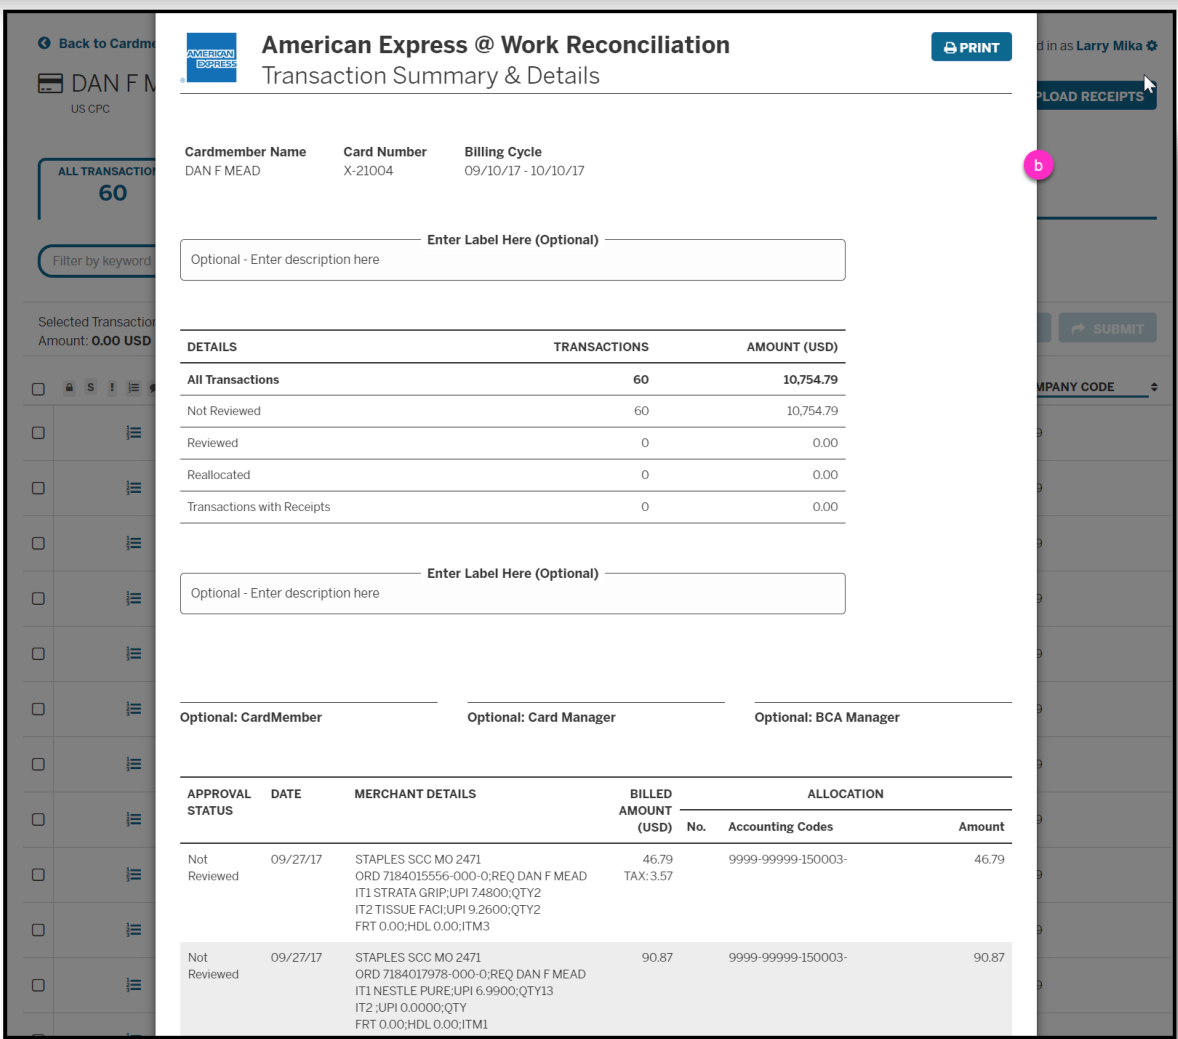 Back to Cardme
DAN F M
US CPC
ALL TRANSACTION
60
Filter by keyword
Selected Transaction
Amount: 0.00 USD
S !
AMERICAN
EXPRESS
®
American Express @ Work Reconciliation
Transaction Summary & Details
PRINT
d in as Larry Mika
PLOAD RECEIPTS
b
SUBMIT
MPANY CODE
Cardmember Name Card Number Billing Cycle
DAN F MEAD X-21004 09/10/17 - 10/10/17
Enter Label Here (Optional)
Optional - Enter description here
DETAILS TRANSACTIONS AMOUNT (USD)
All Transactions 60 10,754.79
Not Reviewed 60 10,754.79
Reviewed 0 0.00
Reallocated 0 0.00
Transactions with Receipts 0 0.00
Enter Label Here (Optional)
Optional - Enter description here
Optional: CardMember Optional: Card Manager Optional: BCA Manager
APPROVAL DATE MERCHANT DETAILS BILLED ALLOCATION
STATUS AMOUNT
(USD) No. Accounting Codes Amount
Not 09/27/17 STAPLES SCC MO 2471 46.79 9999-99999-150003- 46.79
Reviewed ORD 7184015556-000-0;REQ DAN F MEAD TAX: 3.57
IT1 STRATA GRIP;UPI 7.4800;QTY2
IT2 TISSUE FACI;UPI 9.2600;QTY2
FRT 0.00;HDL 0.00;ITM3
Not 09/27/17 STAPLES SCC MO 2471 90.87 9999-99999-150003- 90.87
Reviewed ORD 7184017978-000-0;REQ DAN F MEAD
IT1 NESTLE PURE;UPI 6.9900;QTY13
IT2 ;UPI 0.0000;QTY
FRT 0.00;HDL 0.00;ITM1